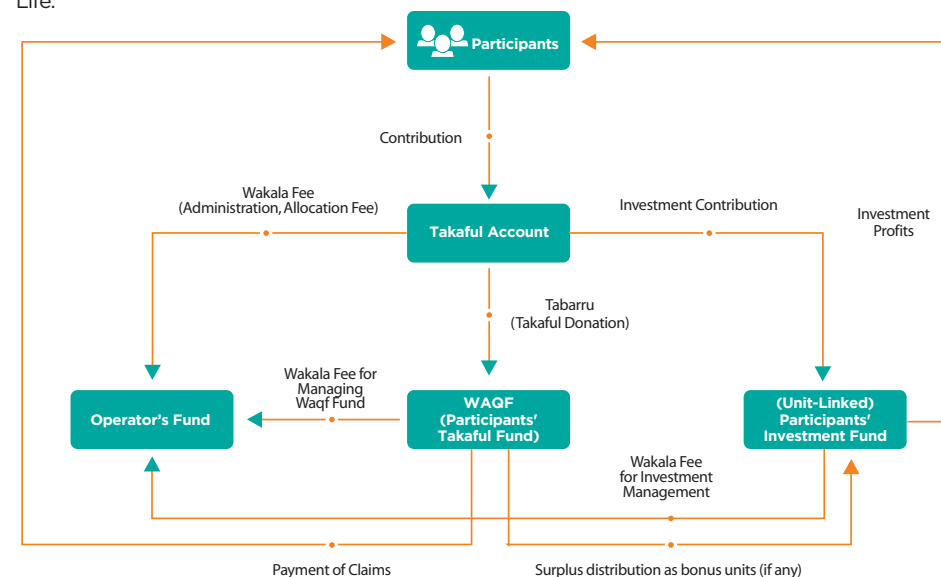 Life.
Participants
Contribution
Wakala Fee
(Administration, Allocation Fee)
Investment Contribution
Investment
Profits
Takaful Account
Tabarru
(Takaful Donation)
Wakala Fee for
Managing
Waqf Fund
Operator's Fund
WAQF
(Participants'
Takaful Fund)
(Unit-Linked)
Participants'
Investment Fund
Wakala Fee
for Investment
Management
Payment of Claims
Surplus distribution as bonus units (if any)